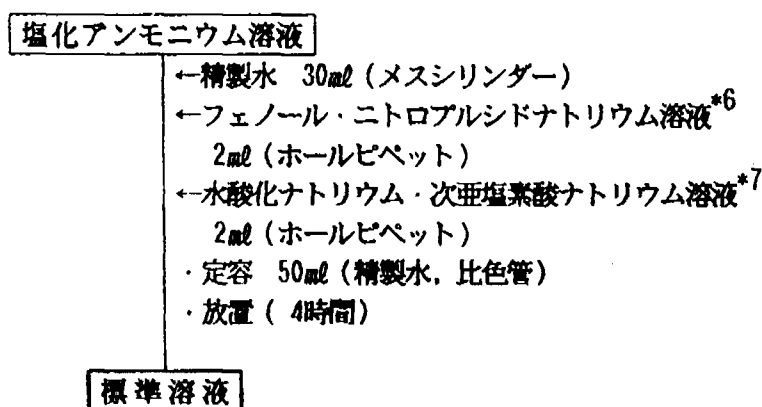 塩化アンモニウム溶液
←精製水 30ml (メスシリンダー)
←フェノール・ニトロプルシドナトリウム溶液*6
2ml (ホールピペット)
←水酸化ナトリウム・次亜塩素酸ナトリウム溶液*7
2ml (ホールピペット)
・定容 50ml (精製水, 比色管)
・放置 ( 4時間)
標準溶液